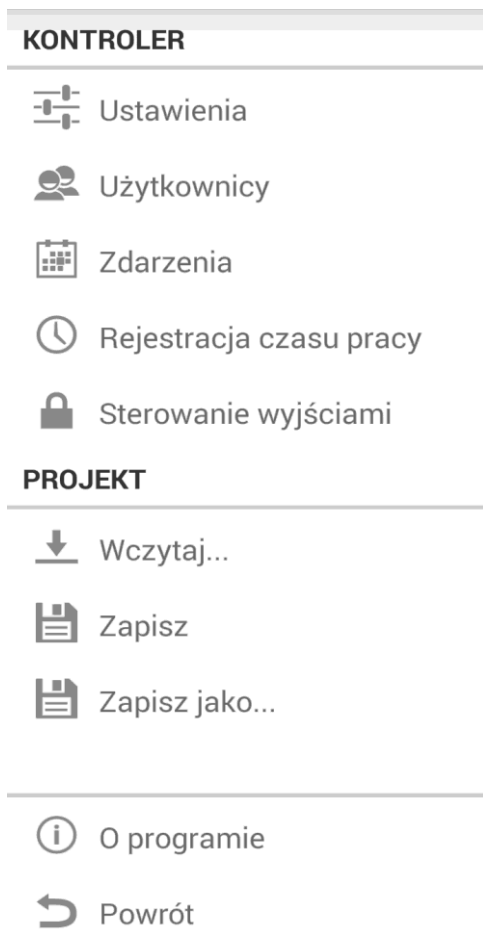 KONTROLER
Ustawienia
Użytkownicy
Zdarzenia
Rejestracja czasu pracy
Sterowanie wyjściami
PROJEKT
Wczytaj...
Zapisz
Zapisz jako...
O programie
Powrót